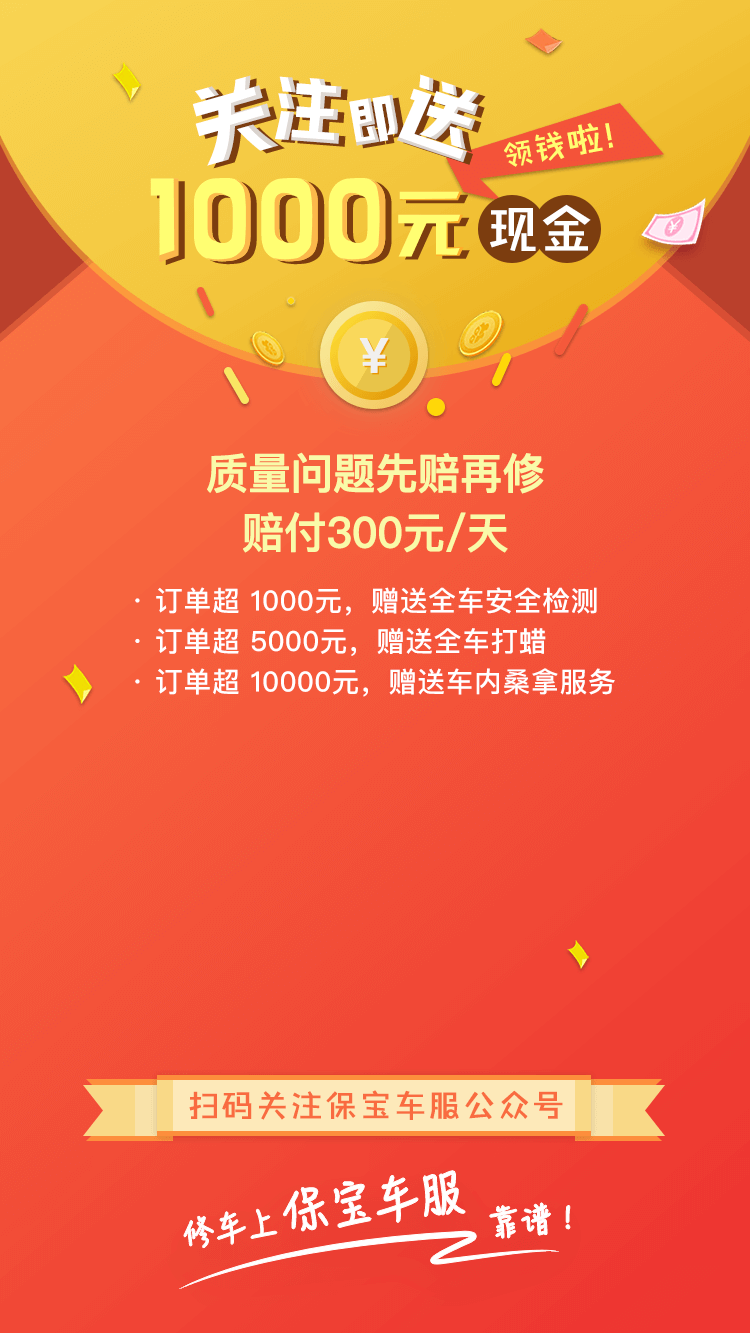 关注即送
领钱啦!
1000元现金
¥
质量问题先赔再修
赔付300元/天
· 订单超 1000元，赠送全车安全检测
· 订单超 5000元，赠送全车打蜡
· 订单超 10000元，赠送车内桑拿服务
扫码关注保宝车服公众号
修车上保宝车服靠谱！